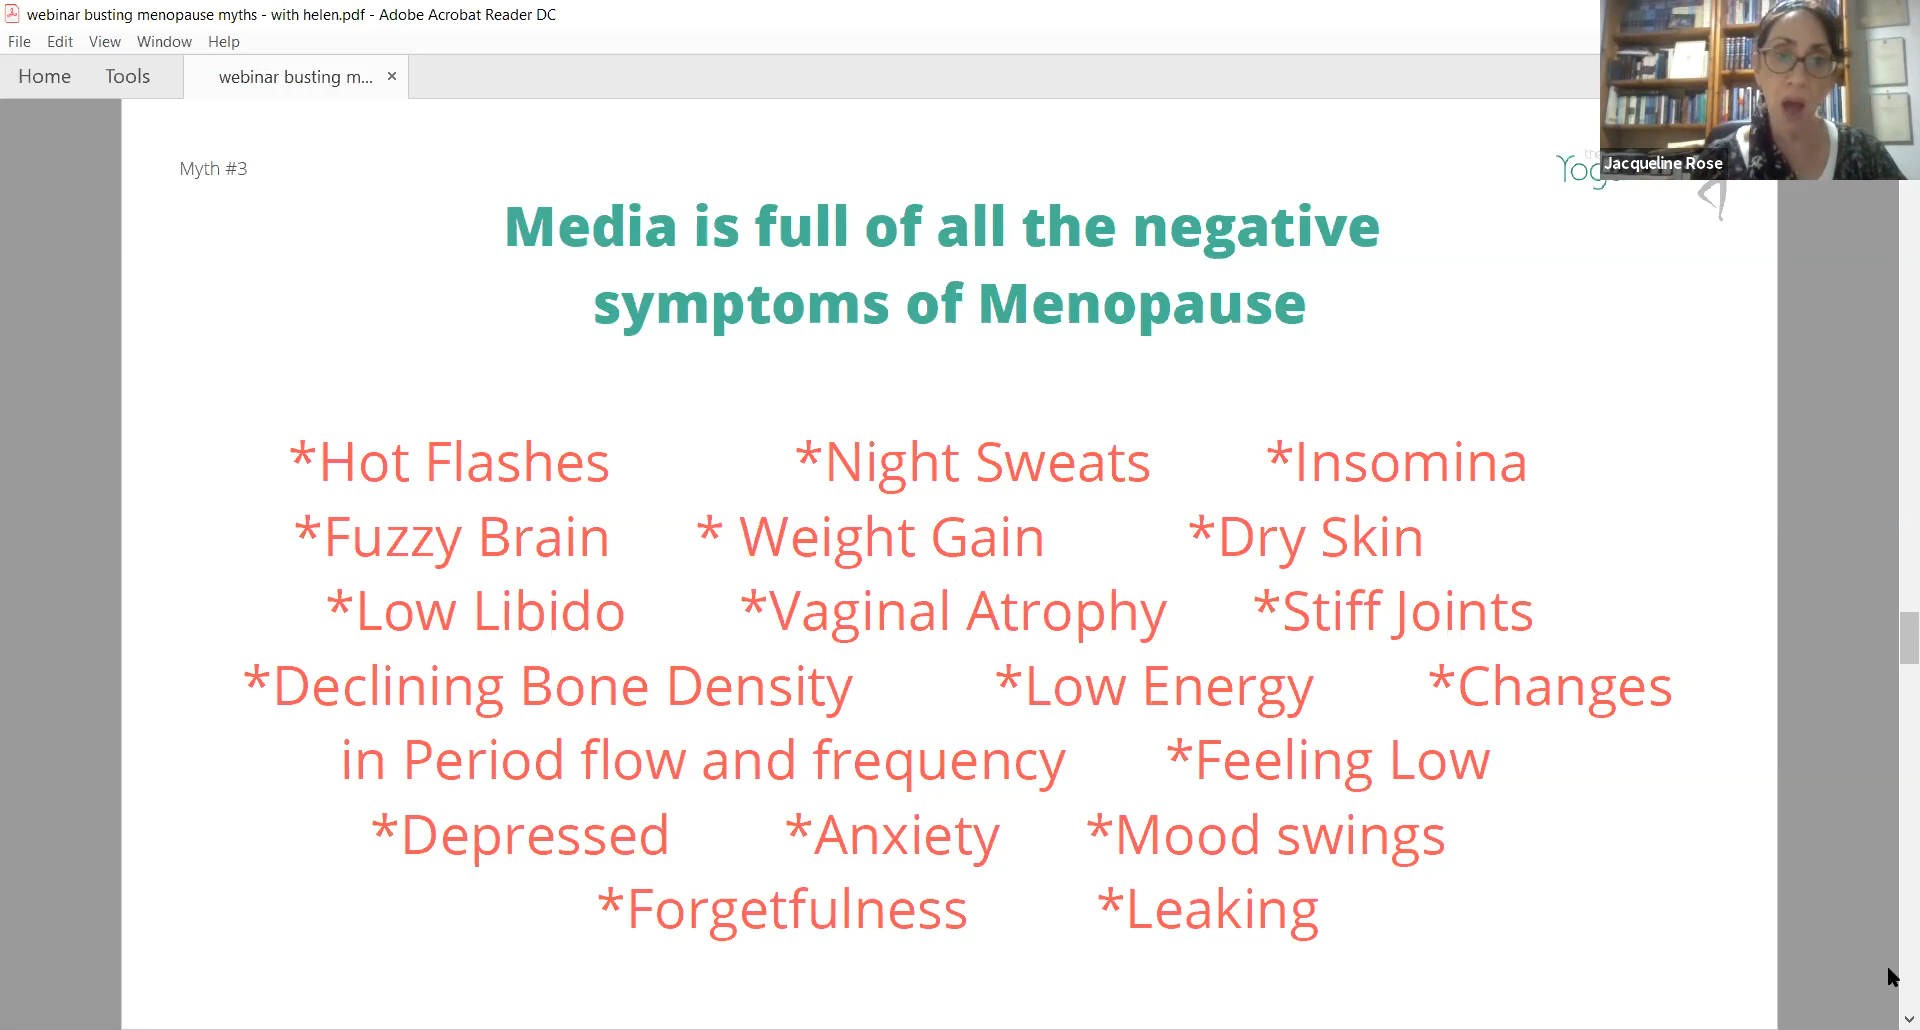 webinar busting menopause myths - with helen.pdf - Adobe Acrobat Reader DC
File Edit View Window Help
Home Tools webinar busting m... ×
Jacqueline Rose
Myth #3
Media is full of all the negative
symptoms of Menopause
*Hot Flashes *Night Sweats *Insomina
*Fuzzy Brain * Weight Gain *Dry Skin
*Low Libido *Vaginal Atrophy *Stiff Joints
*Declining Bone Density *Low Energy *Changes
in Period flow and frequency *Feeling Low
*Depressed *Anxiety *Mood swings
*Forgetfulness *Leaking